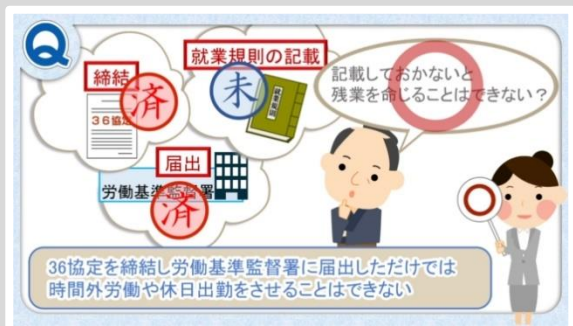 Q
就業規則の記載
締結
済
未
36協定
就業規則
届出
労働基準監督署
済
記載しておかないと
残業を命じることはできない？
36協定を締結し労働基準監督署に届出しただけでは
時間外労働や休日出勤をさせることはできない